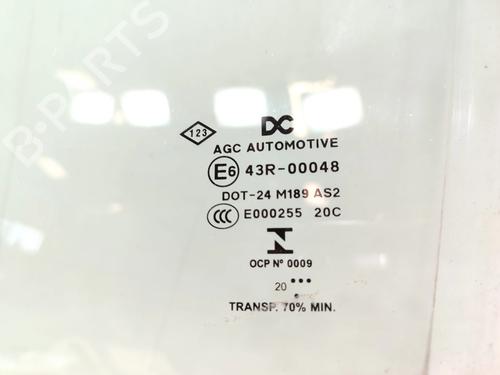 B-PARTS
123
DC
AGC AUTOMOTIVE
E6 43R-00048
DOT-24 M189 AS2
CCC E000255 20C
N
OCP Nº 0009
20 •••
•
TRANSP. 70% MIN.